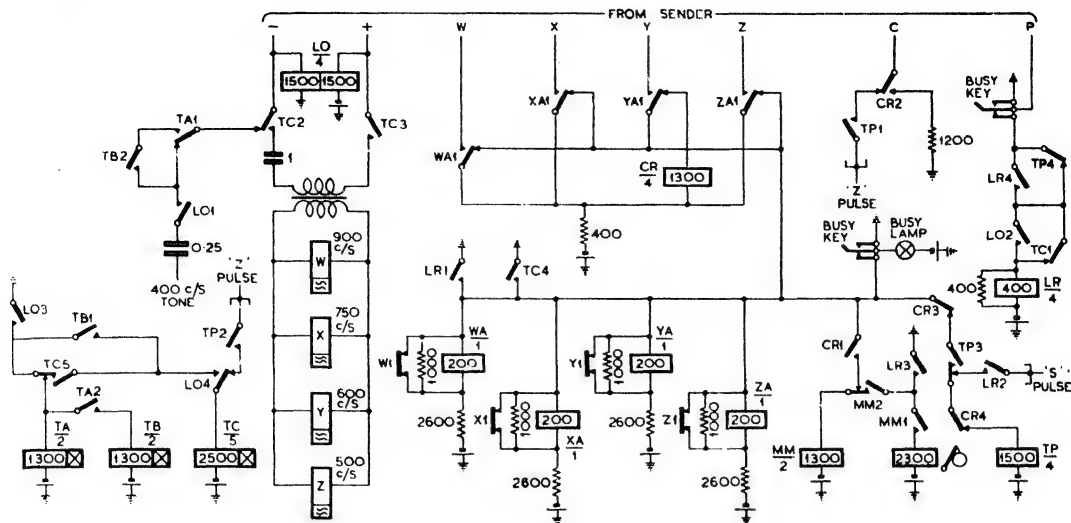 FROM SENDER
- + W X Y Z C P
LO
4
1500 1500
TC2
TC3
TA1
TB2
LO1
1
0·25
400 C/S
TONE
'Z'
PULSE
XA1
YA1
ZA1
WA1
CR
4
1300
400
CR2
TP1
'Z'
PULSE
1200
BUSY
KEY
TP4
LR4
LO2
TC1
400
400
LR
4
BUSY
KEY
BUSY
LAMP
900
C/S
W
750
C/S
X
600
C/S
Y
500
C/S
Z
LO3
TB1
TP2
TC5
LO4
TA2
TA
2
1300
TB
2
1300
TC
5
2500
LR1
TC4
WA
1
W1
1000
200
2600
X1
1000
200
XA
1
2600
YA
1
Y1
1000
200
2600
ZA
1
Z1
1000
200
2600
CR3
CR1
LR3
TP3
LR2
'S'
PULSE
MM2
MM1
CR4
MM
2
1300
2300
1500
TP
4